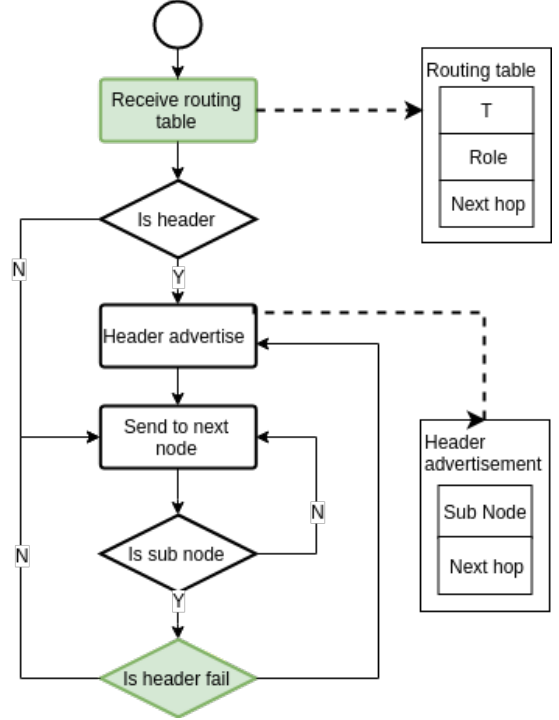 Receive routing
table
Routing table
T
Role
Next hop
Is header
N
Y
Header advertise
Send to next
node
Header
advertisement
Sub Node
Next hop
N
Is sub node
N
Y
Is header fail